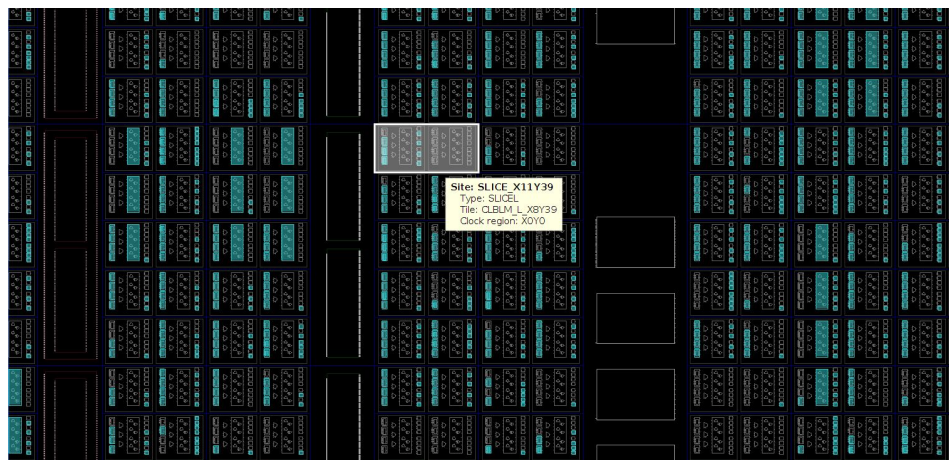 Site: SLICE_X11Y39
Type: SLICEL
Tile: CLBLM_L_X8Y39
Clock region: X0Y0